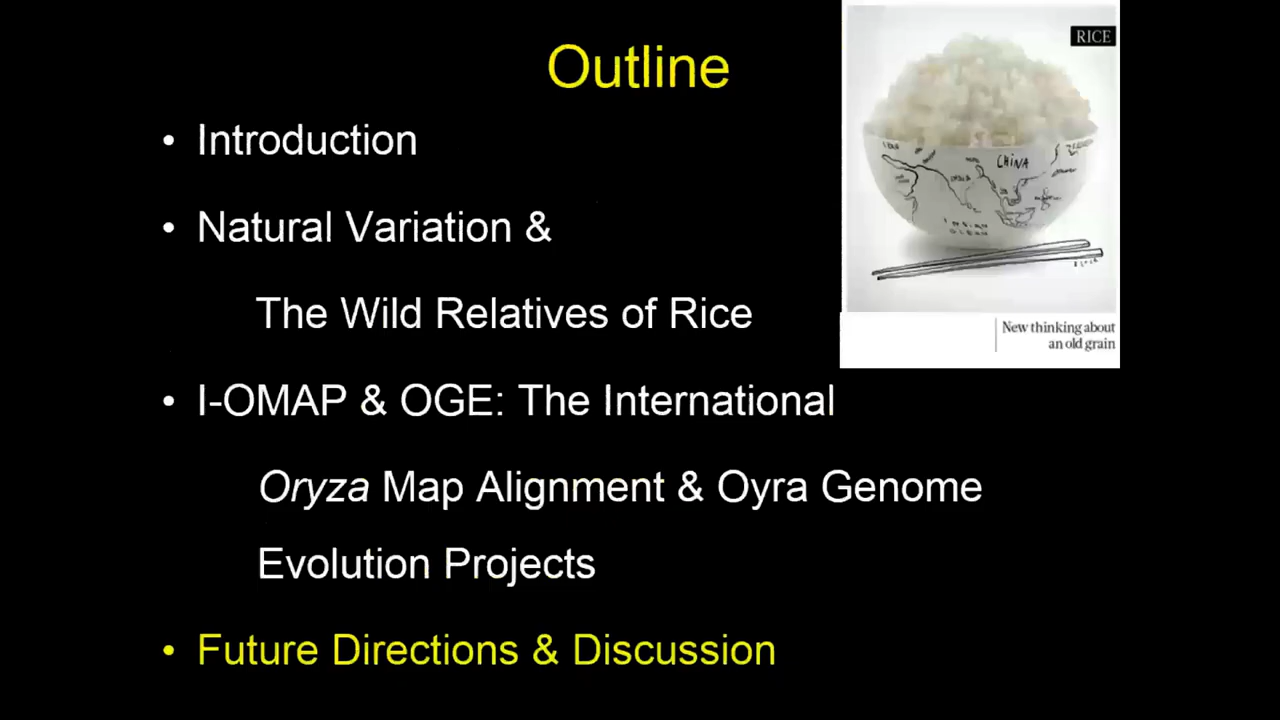 Outline
• Introduction
• Natural Variation &
The Wild Relatives of Rice
• I-OMAP & OGE: The International
Oryza Map Alignment & Oyra Genome
Evolution Projects
• Future Directions & Discussion
RICE
CHINA
New thinking about
an old grain